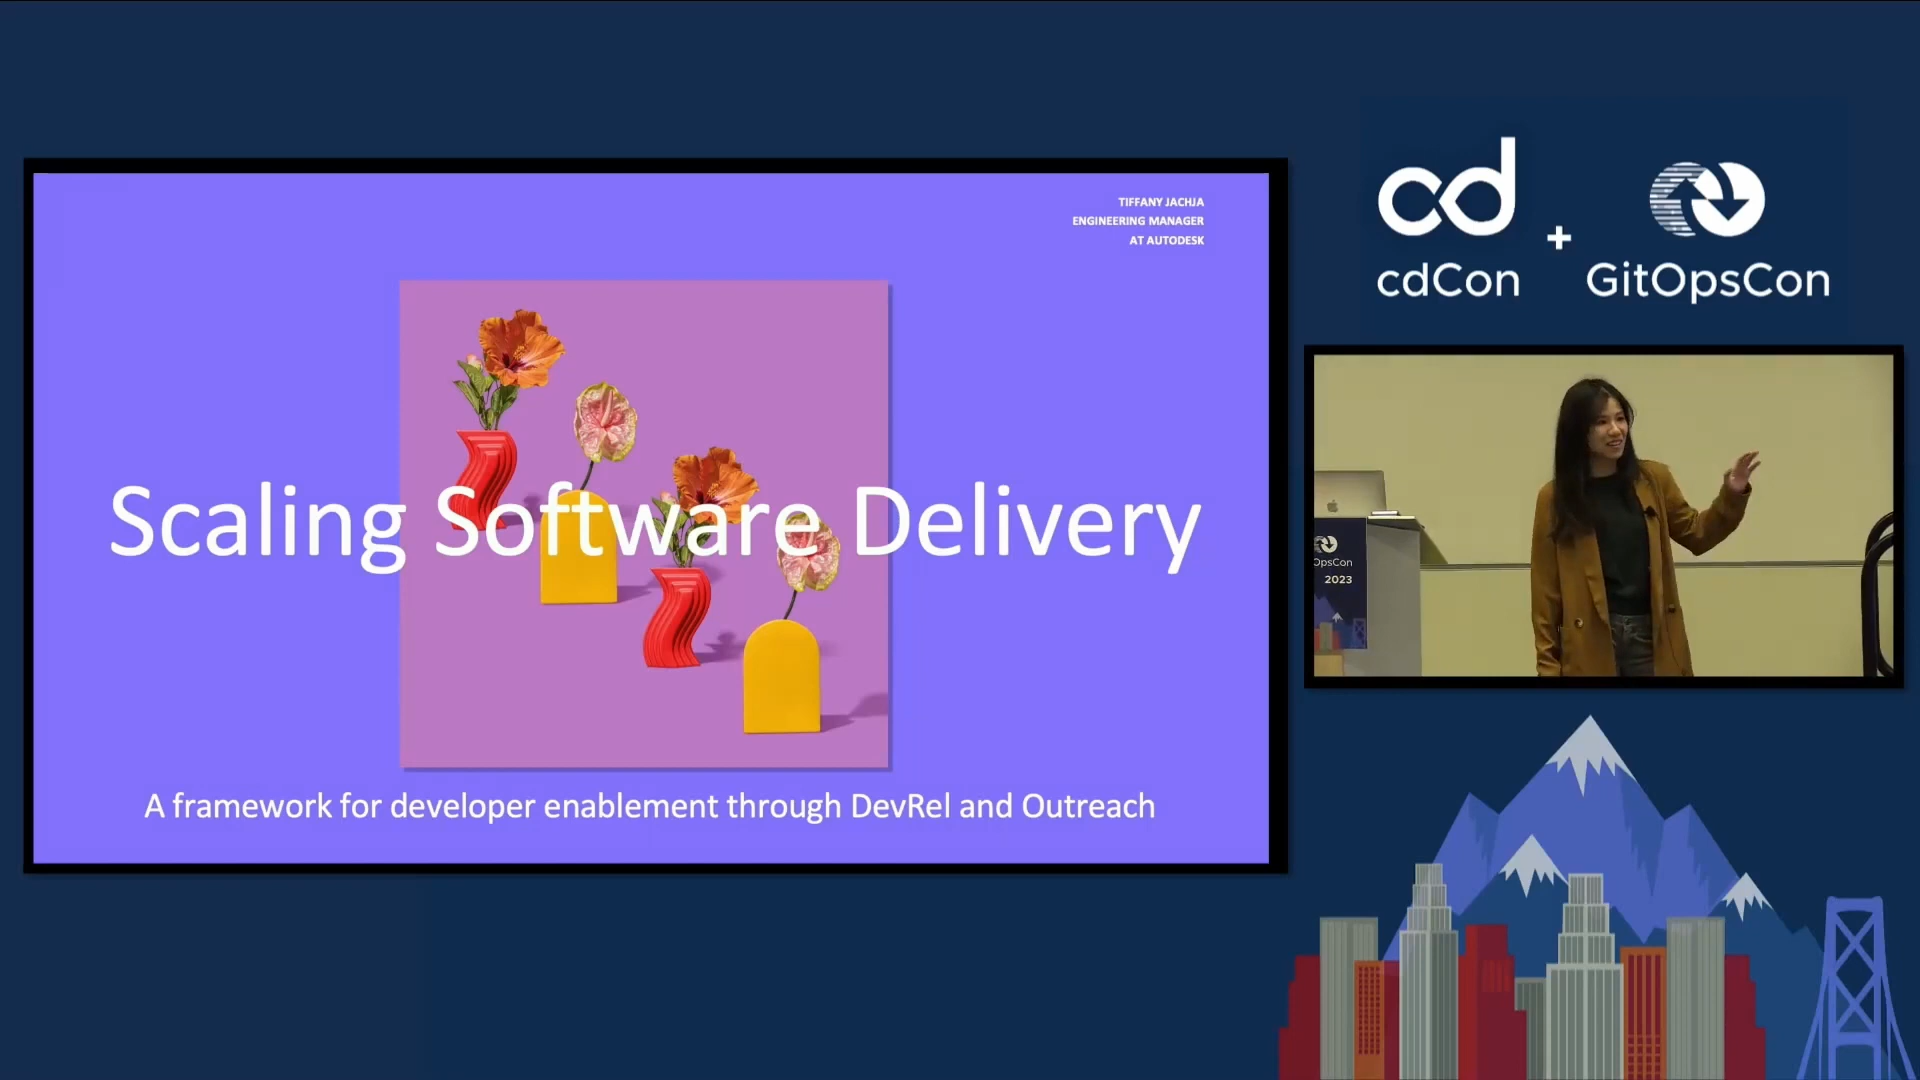 TIFFANY JACHJA
ENGINEERING MANAGER
AT AUTODESK
Scaling Software Delivery
A framework for developer enablement through DevRel and Outreach
cd
+
cdCon
GitOpsCon
OpsCon
2023